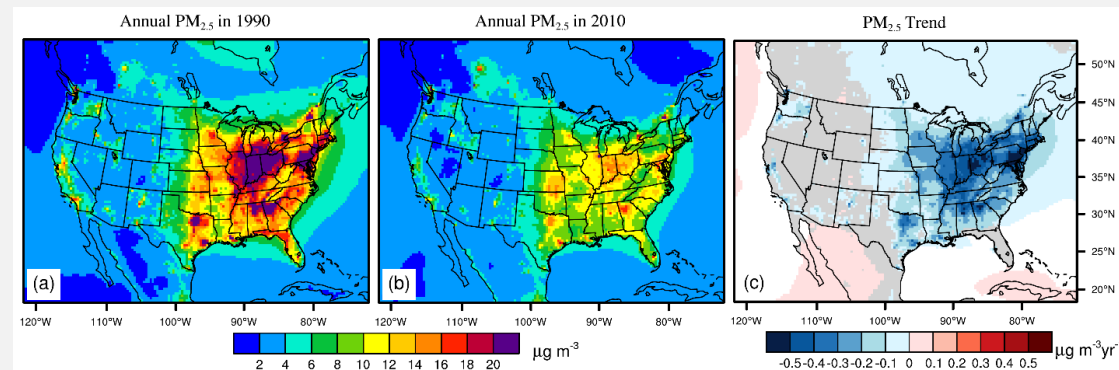 Annual PM2.5 in 1990
Annual PM2.5 in 2010
PM2.5 Trend
50°N
45°N
40°N
35°N
30°N
25°N
20°N
(a)
(b)
(c)
120°W 110°W 100°W 90°W 80°W
120°W 110°W 100°W 90°W 80°W
120°W 110°W 100°W 90°W 80°W
2 4 6 8 10 12 14 16 18 20
μg m-3
-0.5 -0.4 -0.3 -0.2 -0.1 0 0.1 0.2 0.3 0.4 0.5
μg m-3yr-